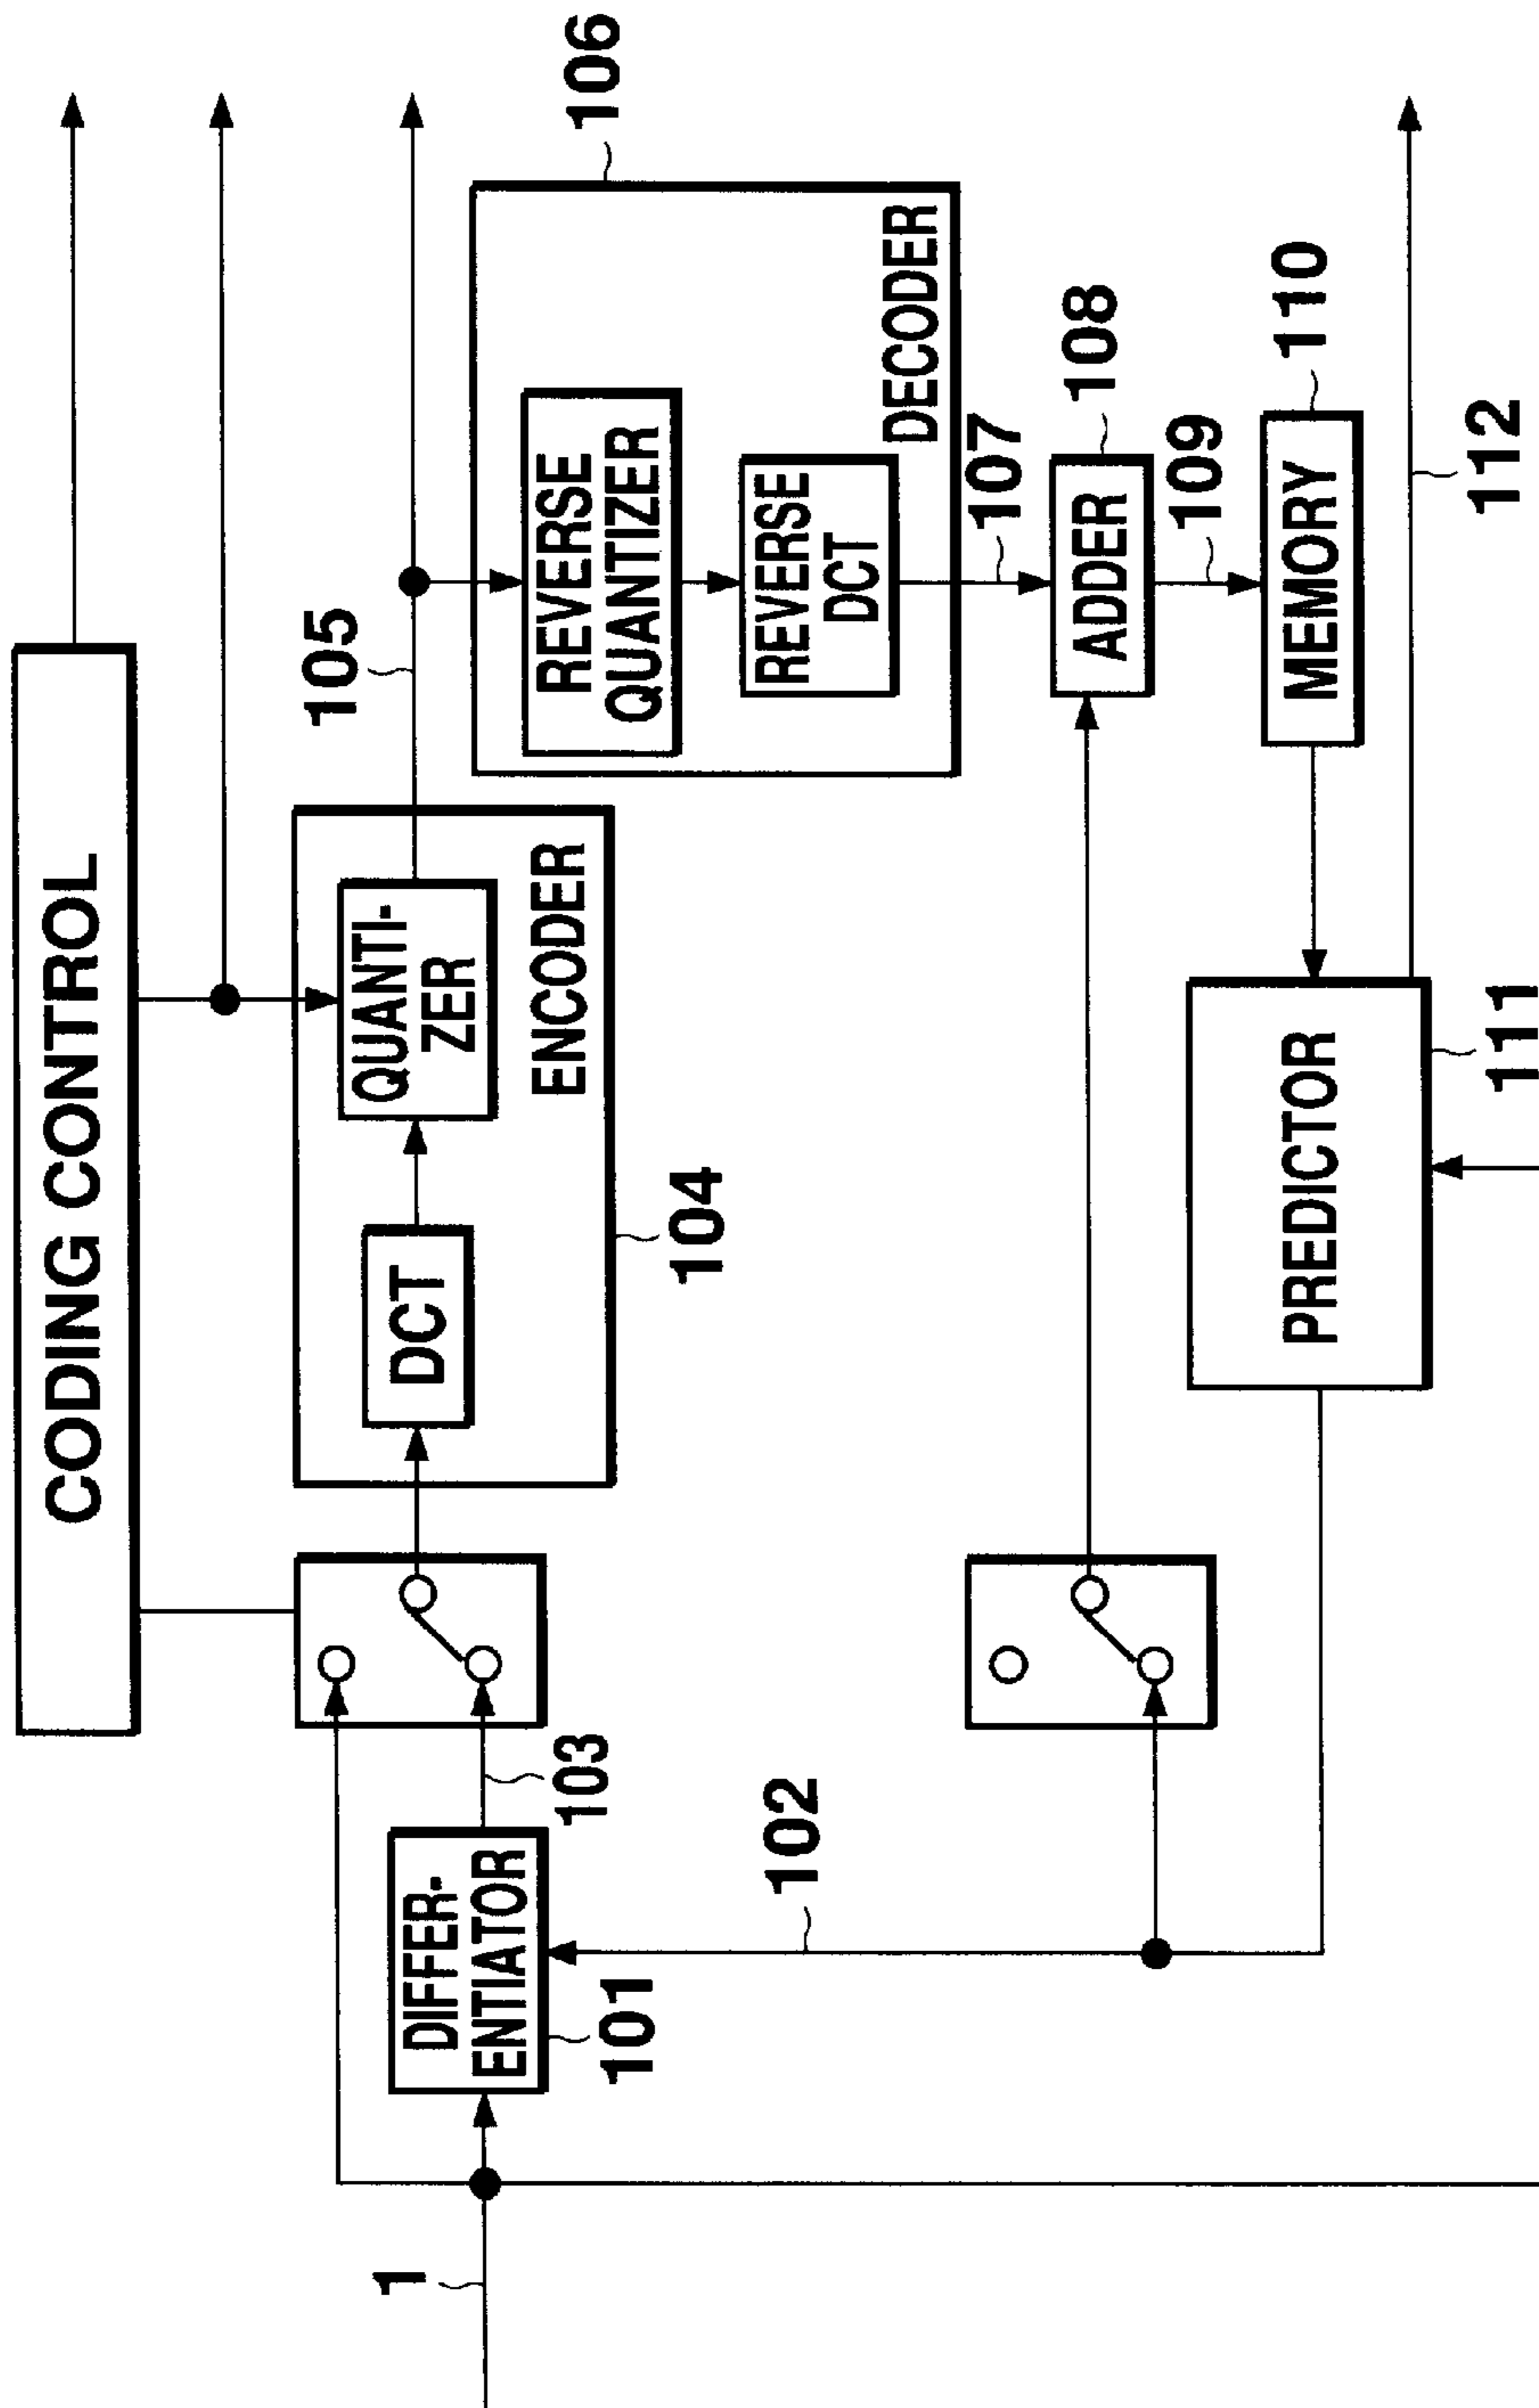 CODING CONTROL
1
DIFFER-
ENTIATOR
101
103
102
DCT
QUANTI-
ZER
ENCODER
104
105
106
REVERSE
QUANTIZER
REVERSE
DCT
DECODER
107
ADDER
108
109
MEMORY
110
PREDICTOR
111
112